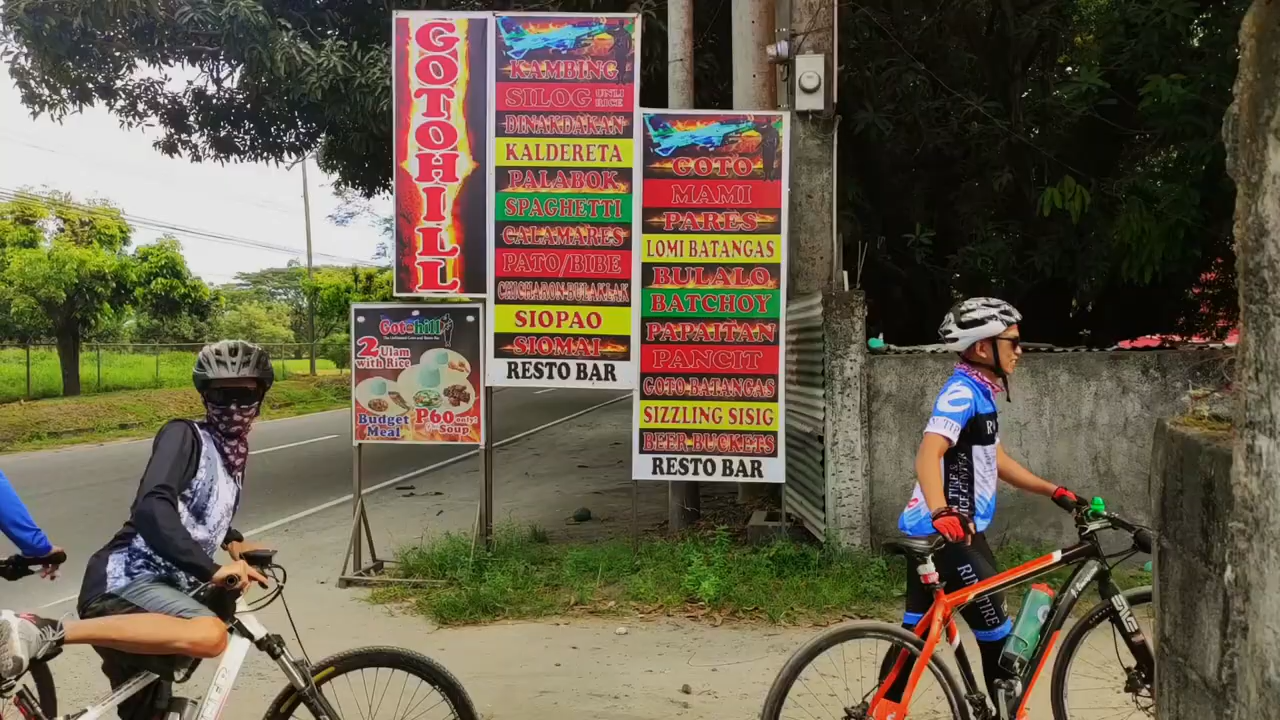 GOTOHILL
KAMBING
SILOG UNLI RICE
DINAKDAKAN
KALDERETA
PALABOK
SPAGHETTI
CALAMARES
PATO/BIBE
CHICHARON BULAKLAK
SIOPAO
SIOMAI
RESTO BAR
GOTO
MAMI
PARES
LOMI BATANGAS
BULALO
BATCHOY
PAPAITAN
PANCIT
GOTO BATANGAS
SIZZLING SISIG
BEER BUCKETS
RESTO BAR
Gotohill
2 Ulam
with Rice
Budget
Meal
P60 only!
Soup